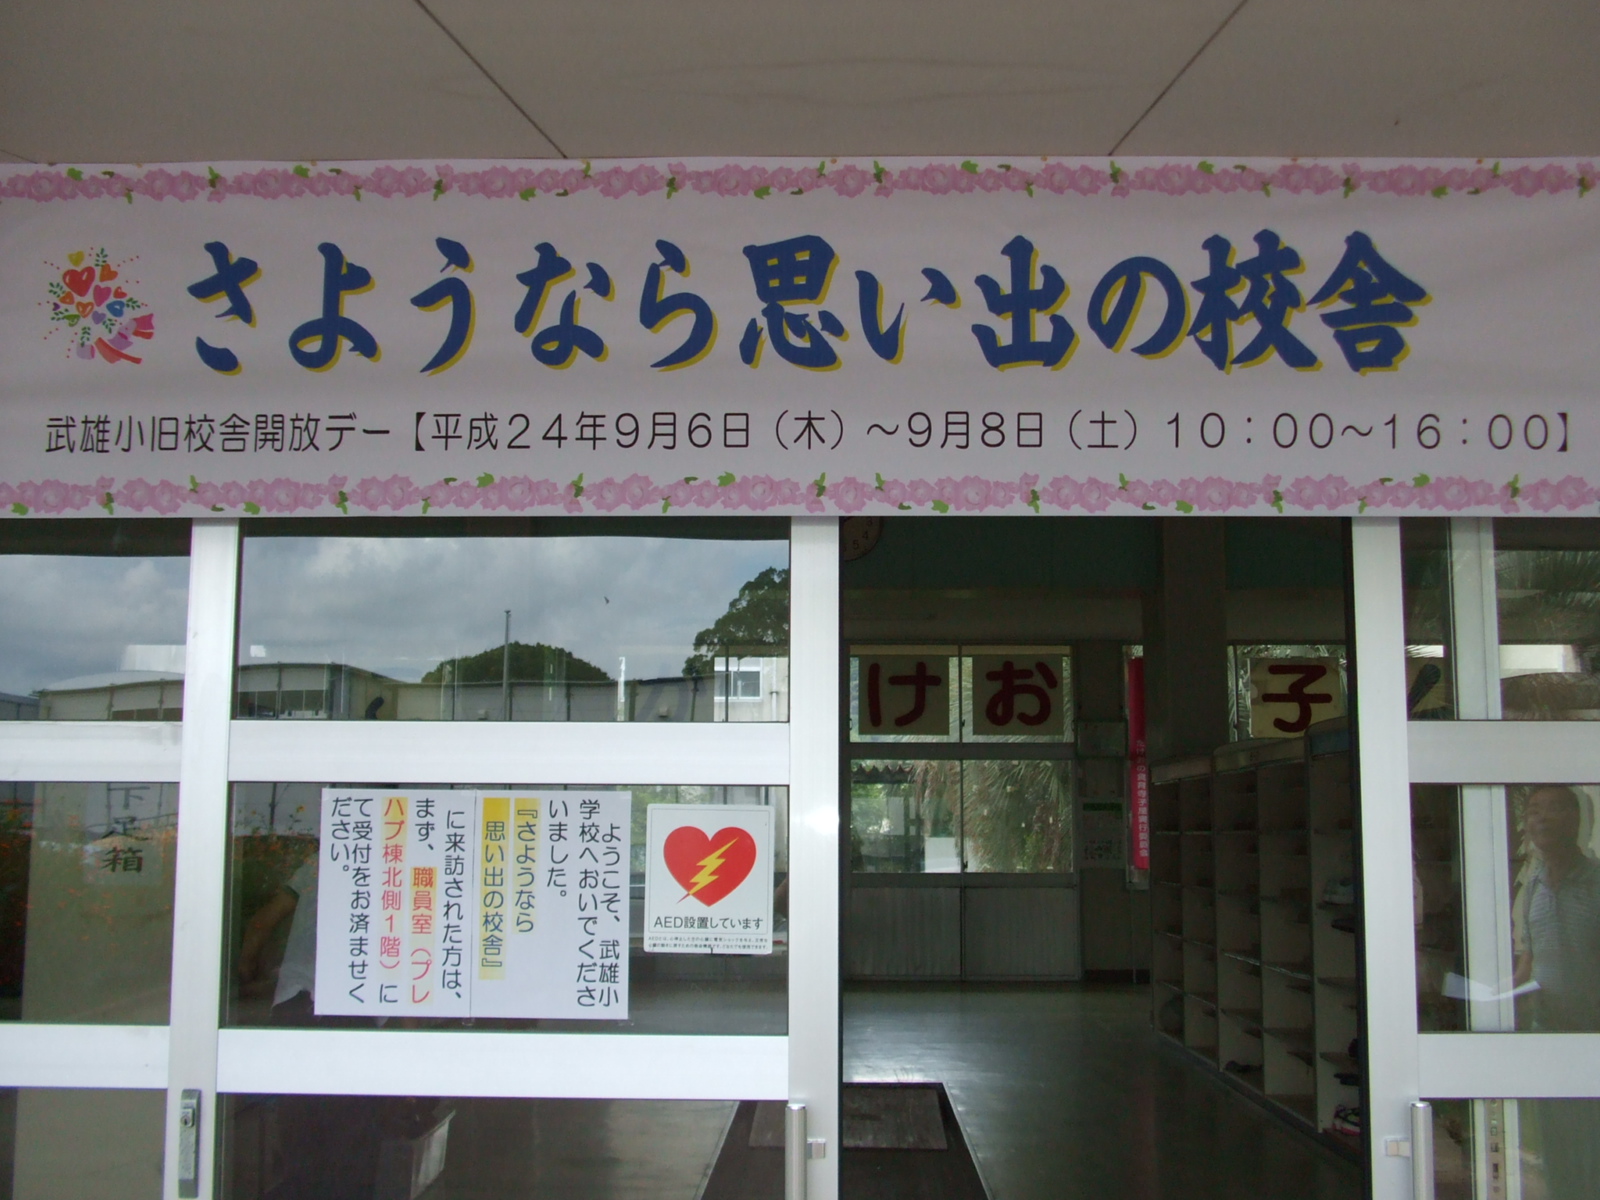 さようなら思い出の校舎
武雄小旧校舎開放デー【平成24年9月6日（木）～9月8日（土）10：00～16：00】
け
お
子
下足箱
ようこそ、武雄小
学校へおいでくださ
いました。
『さようなら
思い出の校舎』
に来訪された方は、
まず、職員室（プレ
ハブ棟北側1階）に
て受付をお済ませく
ださい。
AED設置しています